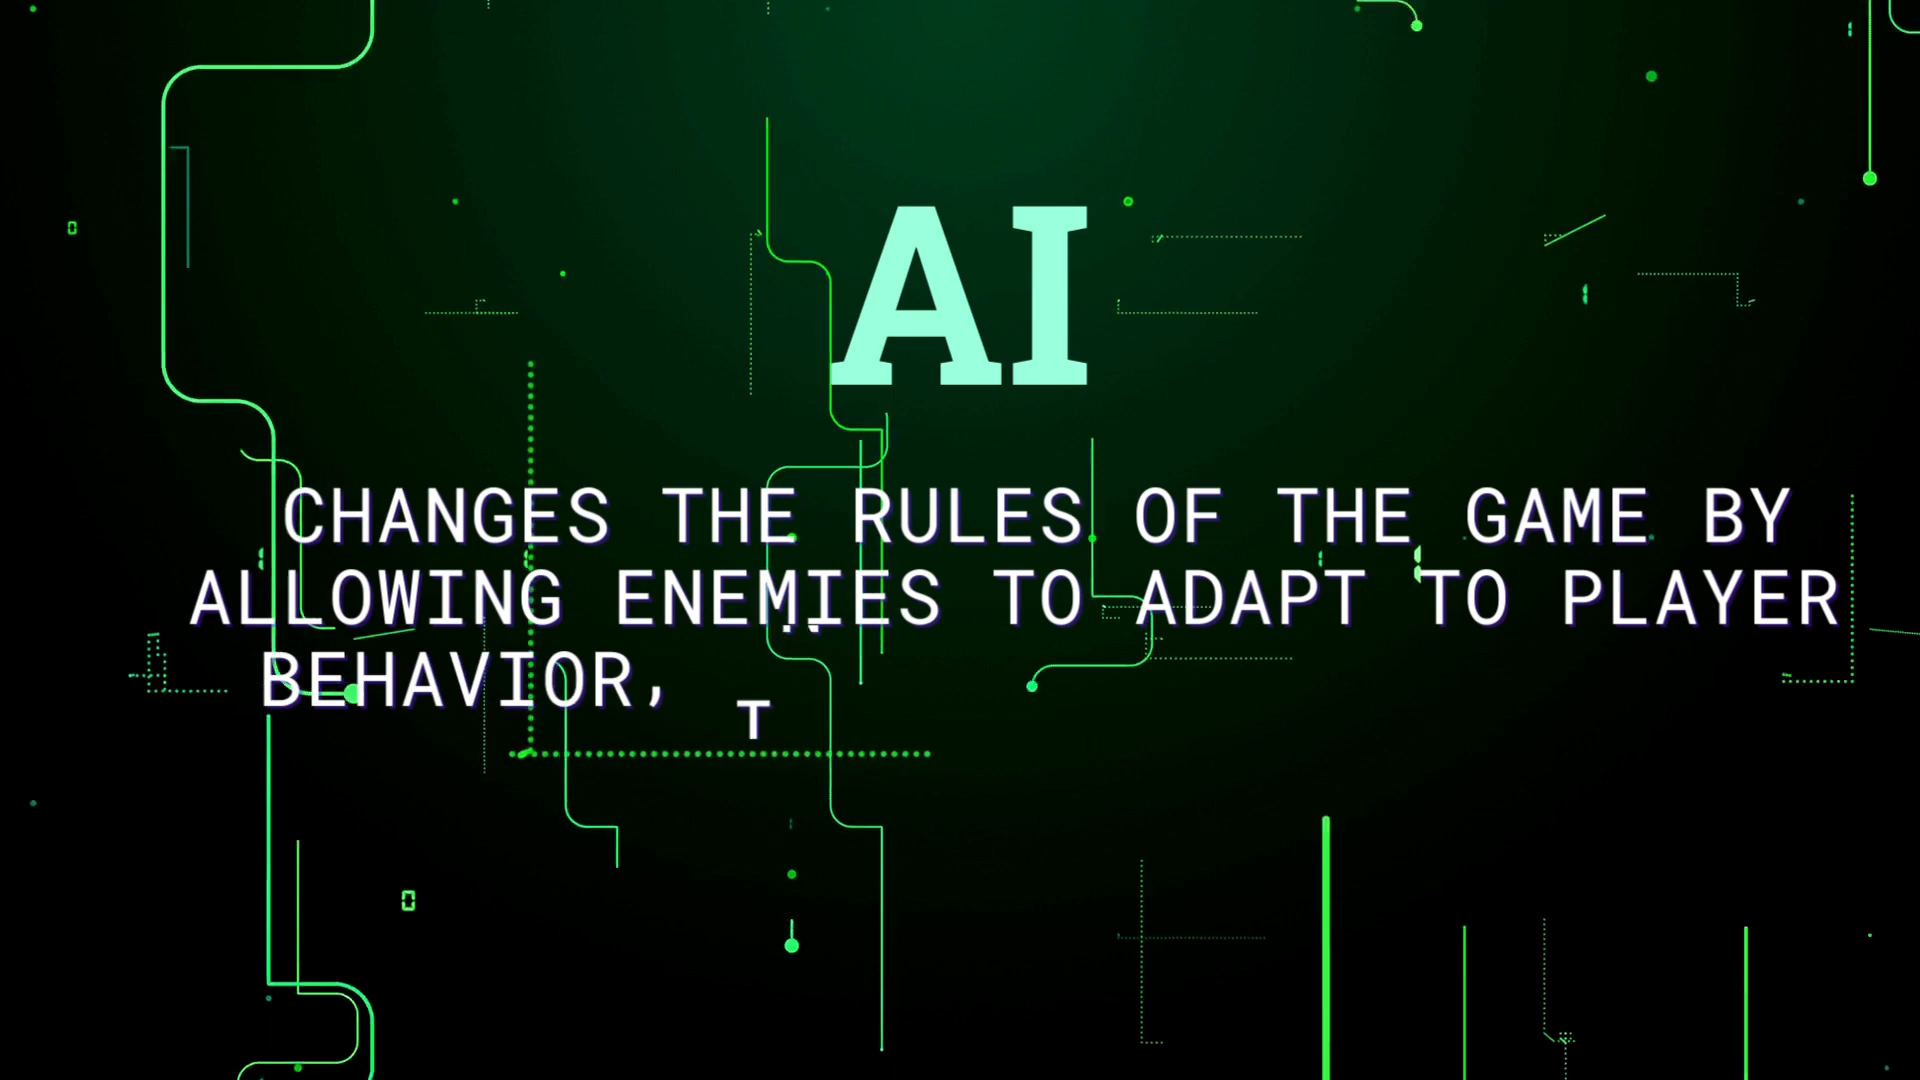 AI
CHANGES THE RULES OF THE GAME BY
ALLOWING ENEMIES TO ADAPT TO PLAYER
BEHAVIOR, T